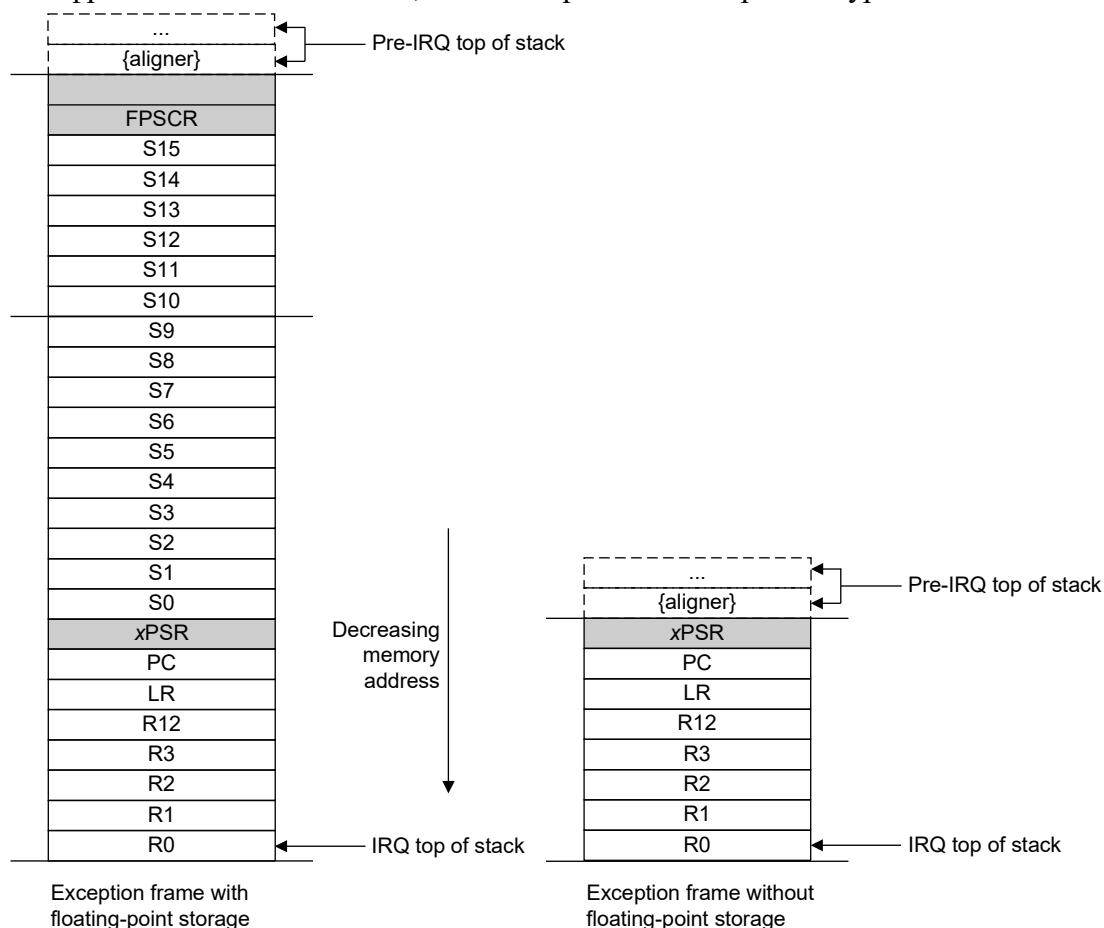 ...
Pre-IRQ top of stack
{aligner}
FPSCR
S15
S14
S13
S12
S11
S10
S9
S8
S7
S6
S5
S4
S3
S2
S1
S0
xPSR
PC
LR
R12
R3
R2
R1
R0
IRQ top of stack
Exception frame with
floating-point storage
Decreasing
memory
address
...
Pre-IRQ top of stack
{aligner}
xPSR
PC
LR
R12
R3
R2
R1
R0
IRQ top of stack
Exception frame without
floating-point storage